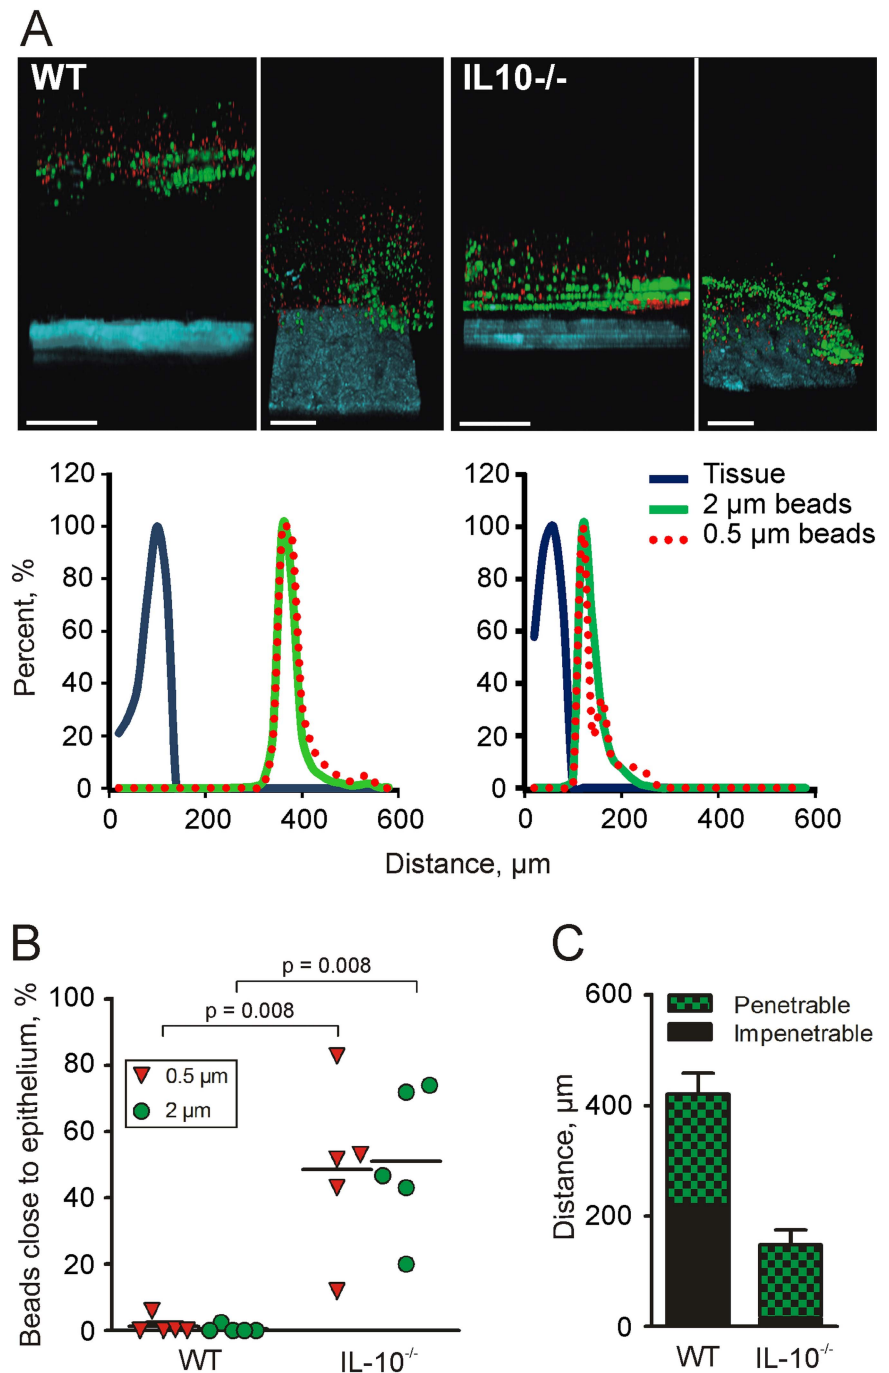 A
WT
IL10-/-
120
100
80
60
40
20
0
Percent, %
0 200 400 600
120
100
80
60
40
20
0
0 200 400 600
Tissue
2 µm beads
0.5 µm beads
Distance, µm
B
p = 0.008
p = 0.008
Beads close to epithelium, %
100
80
60
40
20
0
0.5 µm
2 µm
WT IL-10-/-
C
Penetrable
Impenetrable
Distance, µm
600
400
200
0
WT IL-10-/-